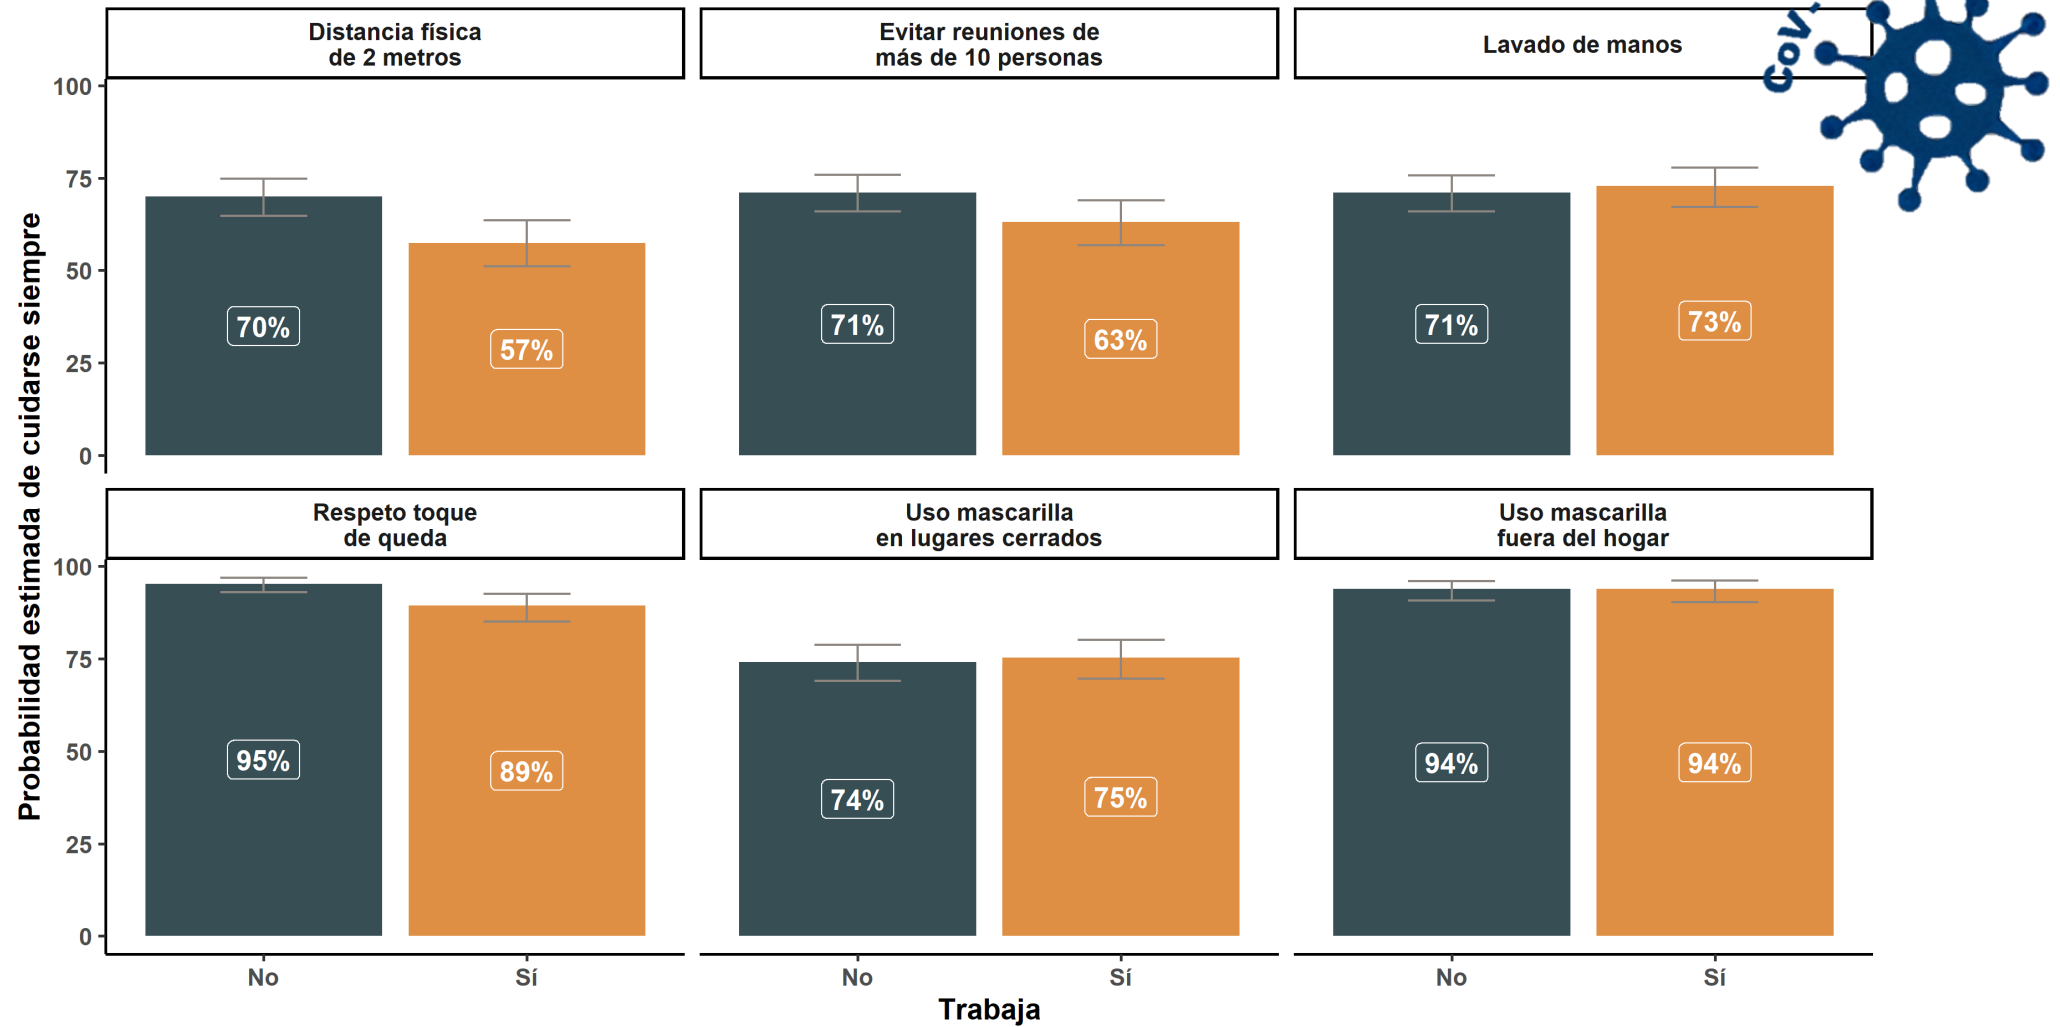 Distancia física
de 2 metros
Evitar reuniones de
más de 10 personas
Lavado de manos
CoV.
Probabilidad estimada de cuidarse siempre
100
75
50
25
0
70%
57%
71%
63%
71%
73%
Respeto toque
de queda
Uso mascarilla
en lugares cerrados
Uso mascarilla
fuera del hogar
100
75
50
25
0
95%
89%
74%
75%
94%
94%
No
Sí
No
Sí
No
Sí
Trabaja